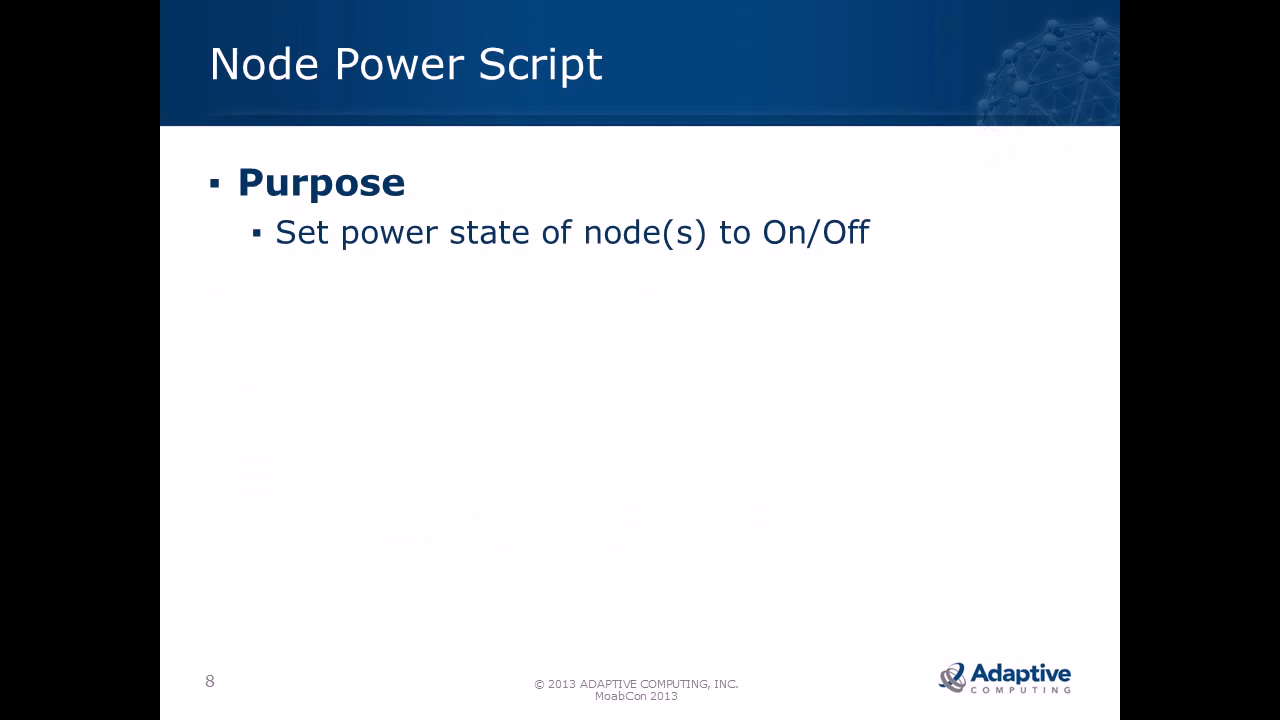 Node Power Script
▪ Purpose
▪ Set power state of node(s) to On/Off
8
© 2013 ADAPTIVE COMPUTING, INC.
MoabCon 2013
Adaptive
COMPUTING